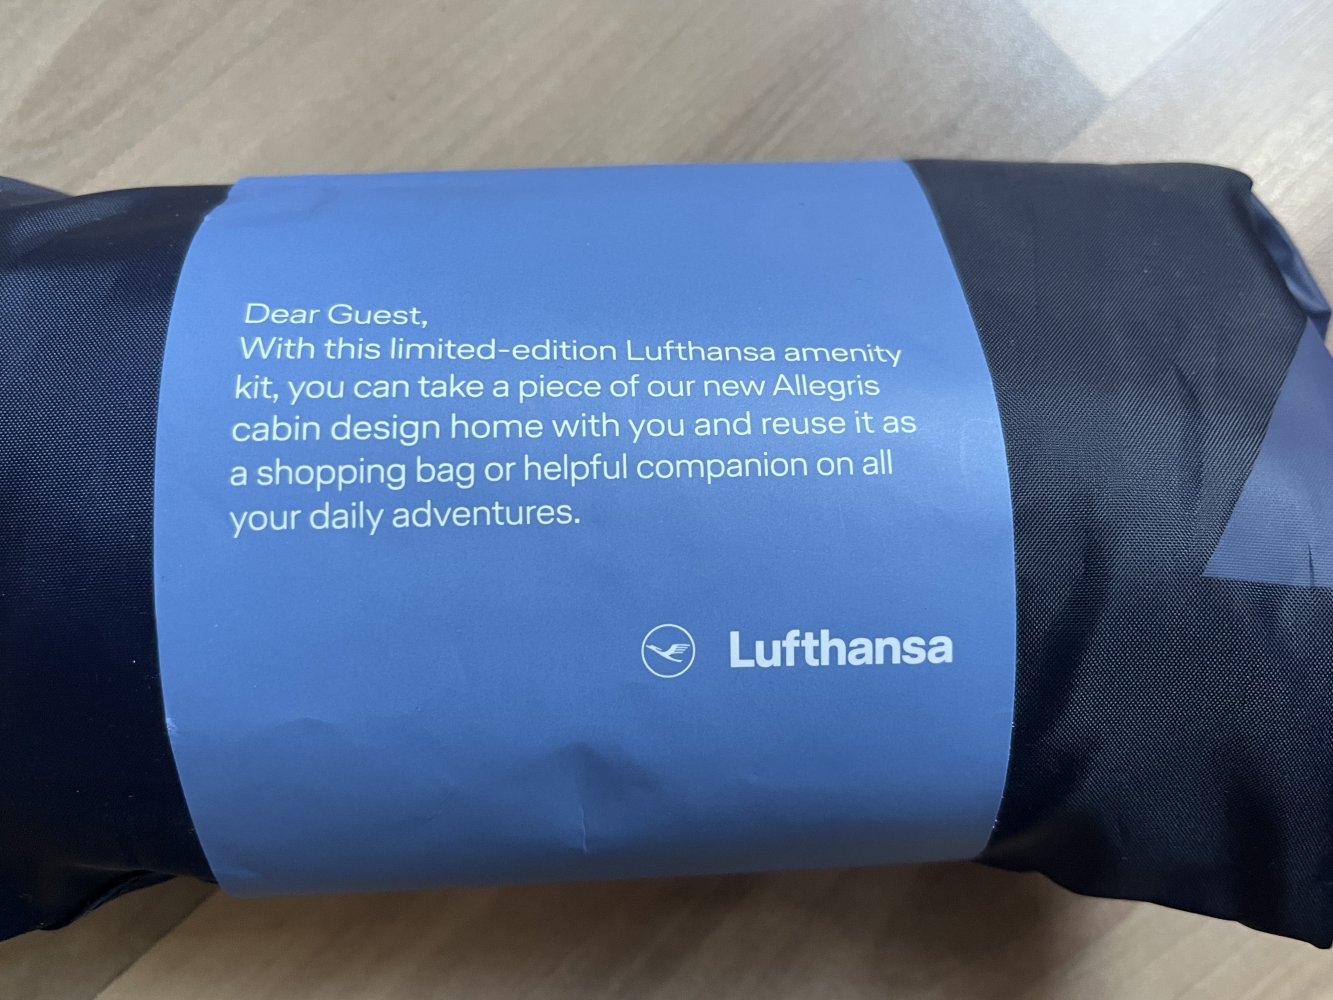 Dear Guest,
With this limited-edition Lufthansa amenity
kit, you can take a piece of our new Allegris
cabin design home with you and reuse it as
a shopping bag or helpful companion on all
your daily adventures.
Lufthansa